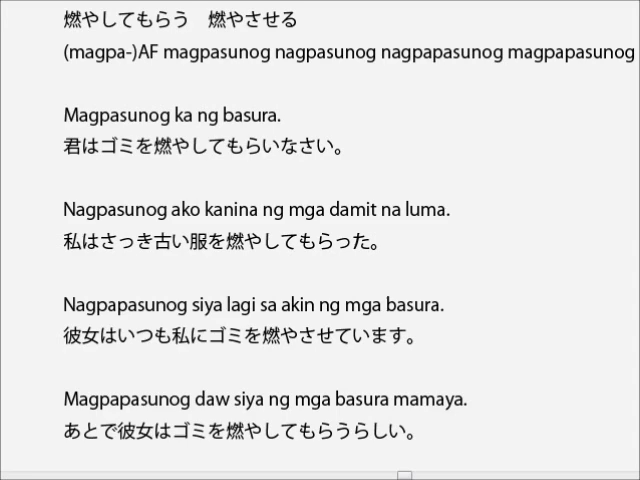 燃やしてもらう　燃やさせる
(magpa-)AF magpasunog nagpasunog nagpapasunog magpapasunog
Magpasunog ka ng basura.
君はゴミを燃やしてもらいなさい。
Nagpasunog ako kanina ng mga damit na luma.
私はさっき古い服を燃やしてもらった。
Nagpapasunog siya lagi sa akin ng mga basura.
彼女はいつも私にゴミを燃やさせています。
Magpapasunog daw siya ng mga basura mamaya.
あとで彼女はゴミを燃やしてもらうらしい。